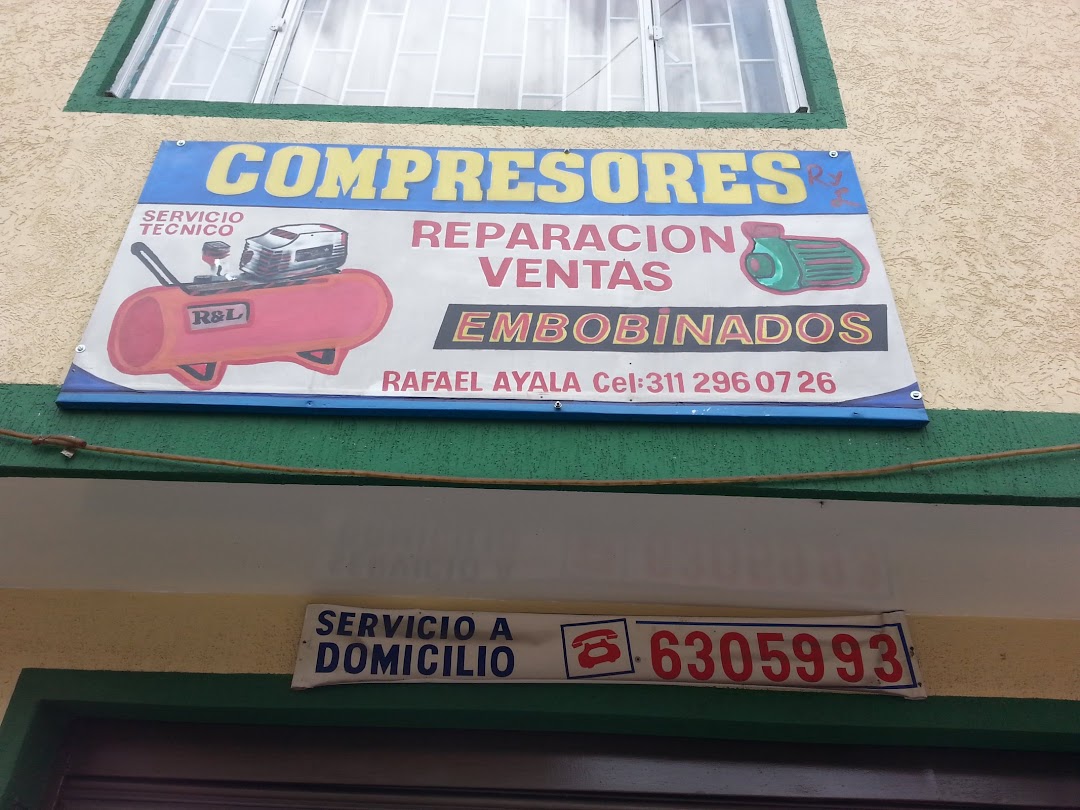 COMPRESORES
SERVICIO
TECNICO
REPARACION
VENTAS
R&L
EMBOBINADOS
RAFAEL AYALA Cel:311 296 07 26
SERVICIO A
DOMICILIO
6305993